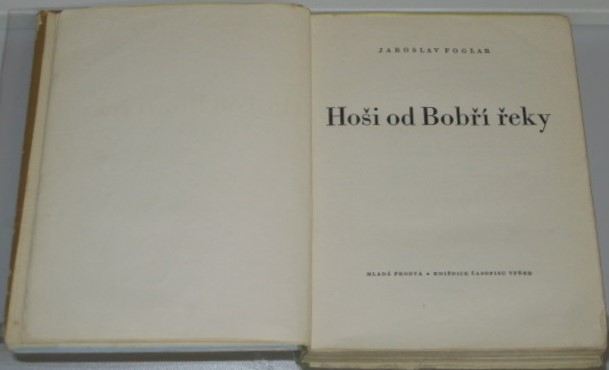 JAROSLAV FOGLAR
Hoši od Bobří řeky
MLADÁ FRONTA • KNIŽNICE ČASOPISU VPŘED